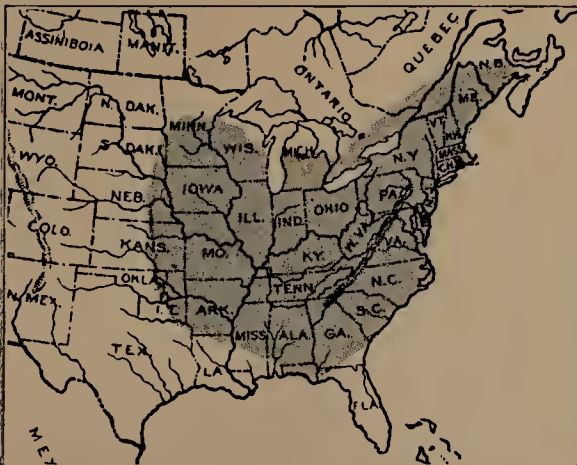 ASSINIBOIA
MANIT.
ONTARIO
QUEBEC
N.B.
ME.
MONT.
N. DAK.
MINN.
WIS.
MICH.
VT.
N.H.
MASS.
N.Y.
WYO.
S. DAK.
IOWA
NEB.
ILL.
IND.
OHIO
PA.
COLO.
KANS.
MO.
KY.
W. VA.
VA.
OKLA.
I.T.
ARK.
TENN.
N.C.
N. MEX.
MISS.
ALA.
GA.
S.C.
TEX.
LA.
FLA.
MEX